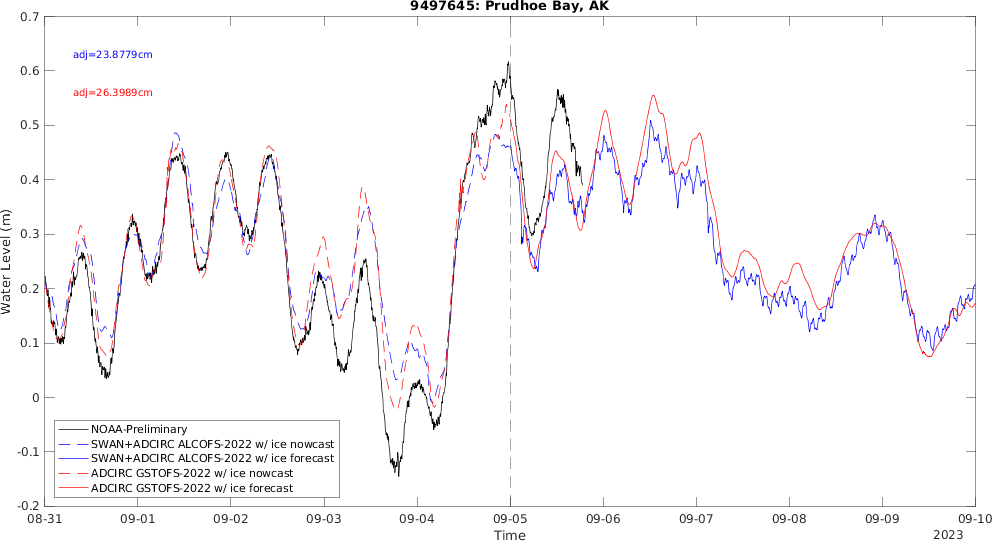 9497645: Prudhoe Bay, AK
0.7
0.6
0.5
0.4
0.3
0.2
0.1
0
-0.1
-0.2
Water Level (m)
adj=23.8779cm
adj=26.3989cm
NOAA-Preliminary
SWAN+ADCIRC ALCOFS-2022 w/ ice nowcast
SWAN+ADCIRC ALCOFS-2022 w/ ice forecast
ADCIRC GSTOFS-2022 w/ ice nowcast
ADCIRC GSTOFS-2022 w/ ice forecast
08-31 09-01 09-02 09-03 09-04 09-05 09-06 09-07 09-08 09-09 09-10
Time
2023